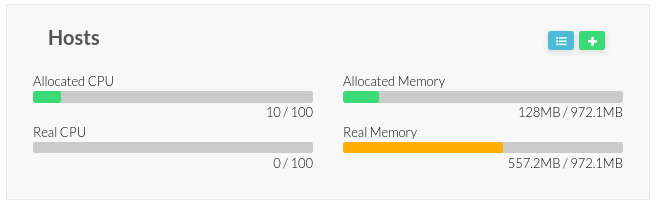 Hosts
Allocated CPU
10 / 100
Real CPU
0 / 100
Allocated Memory
128MB / 972.1MB
Real Memory
557.2MB / 972.1MB